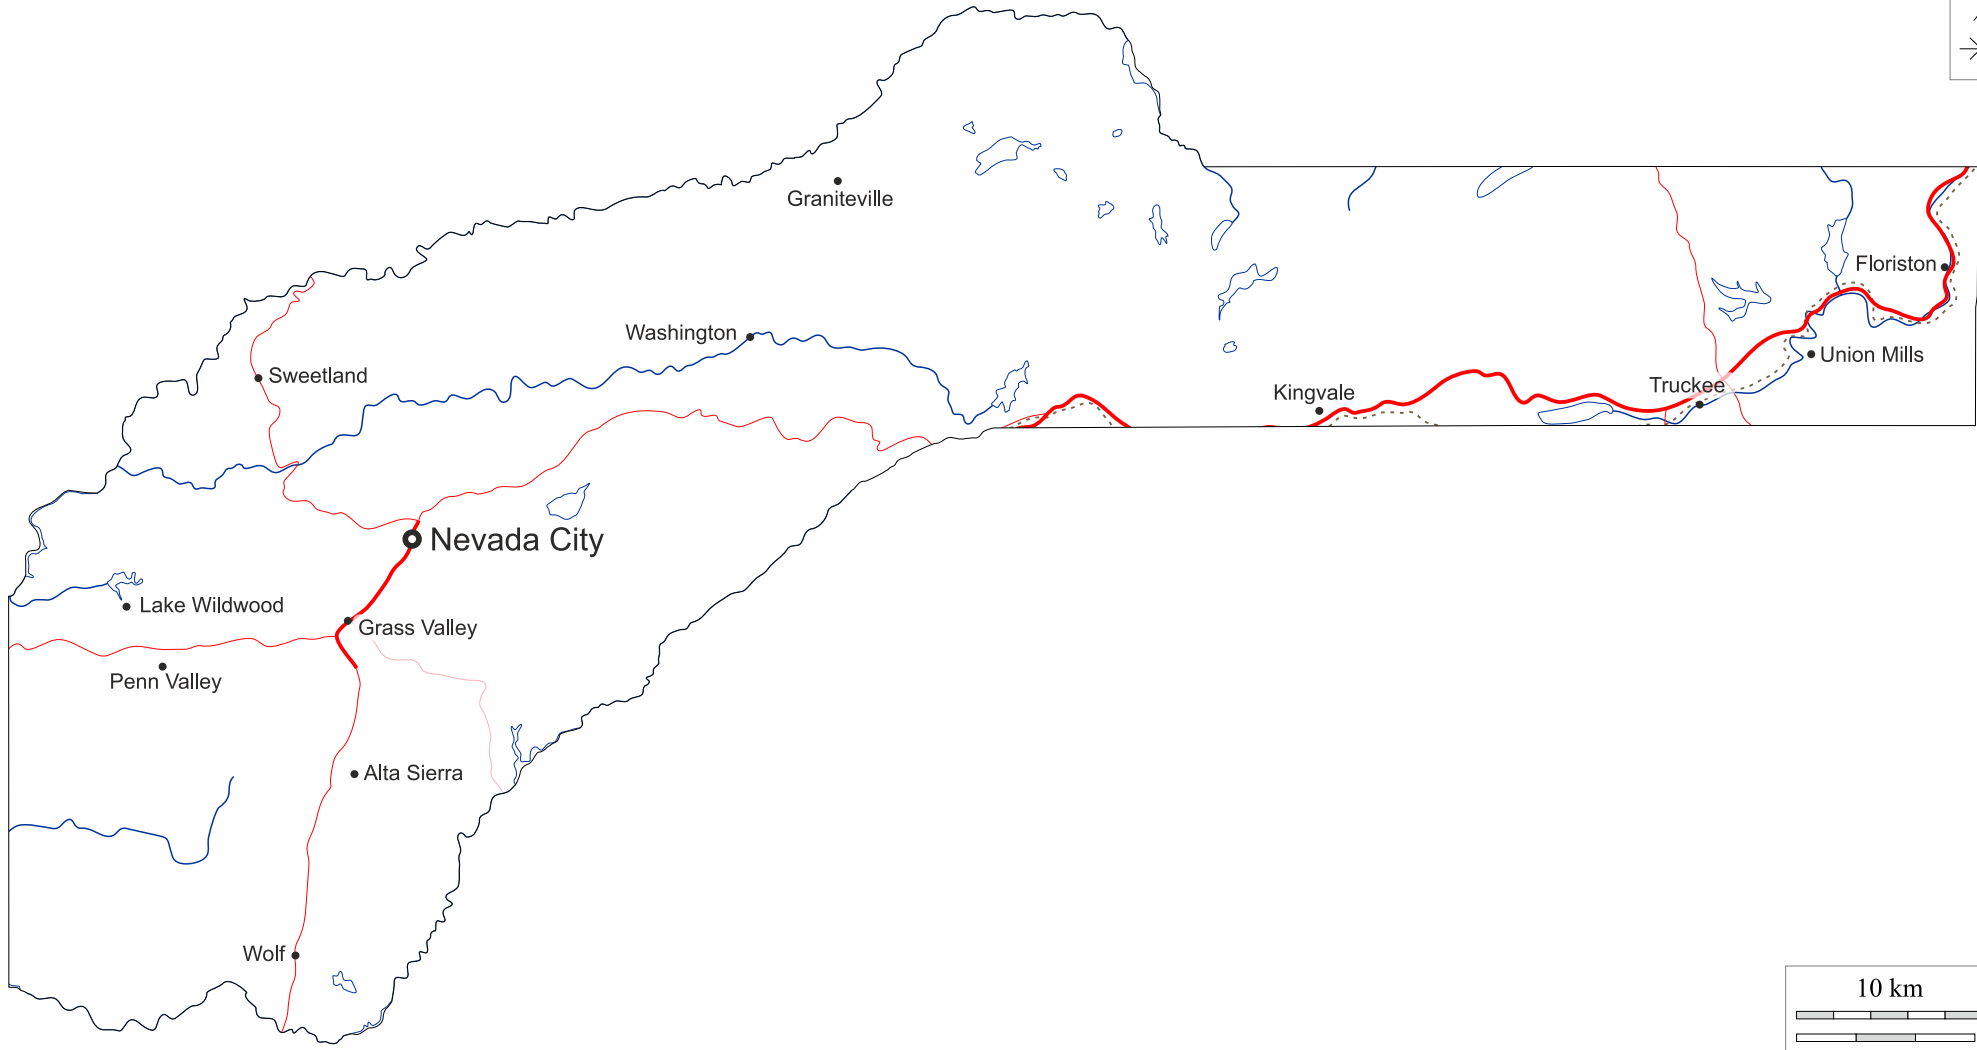 Graniteville
Floriston
Washington
Union Mills
Sweetland
Truckee
Kingvale
Nevada City
Lake Wildwood
Grass Valley
Penn Valley
Alta Sierra
Wolf
10 km